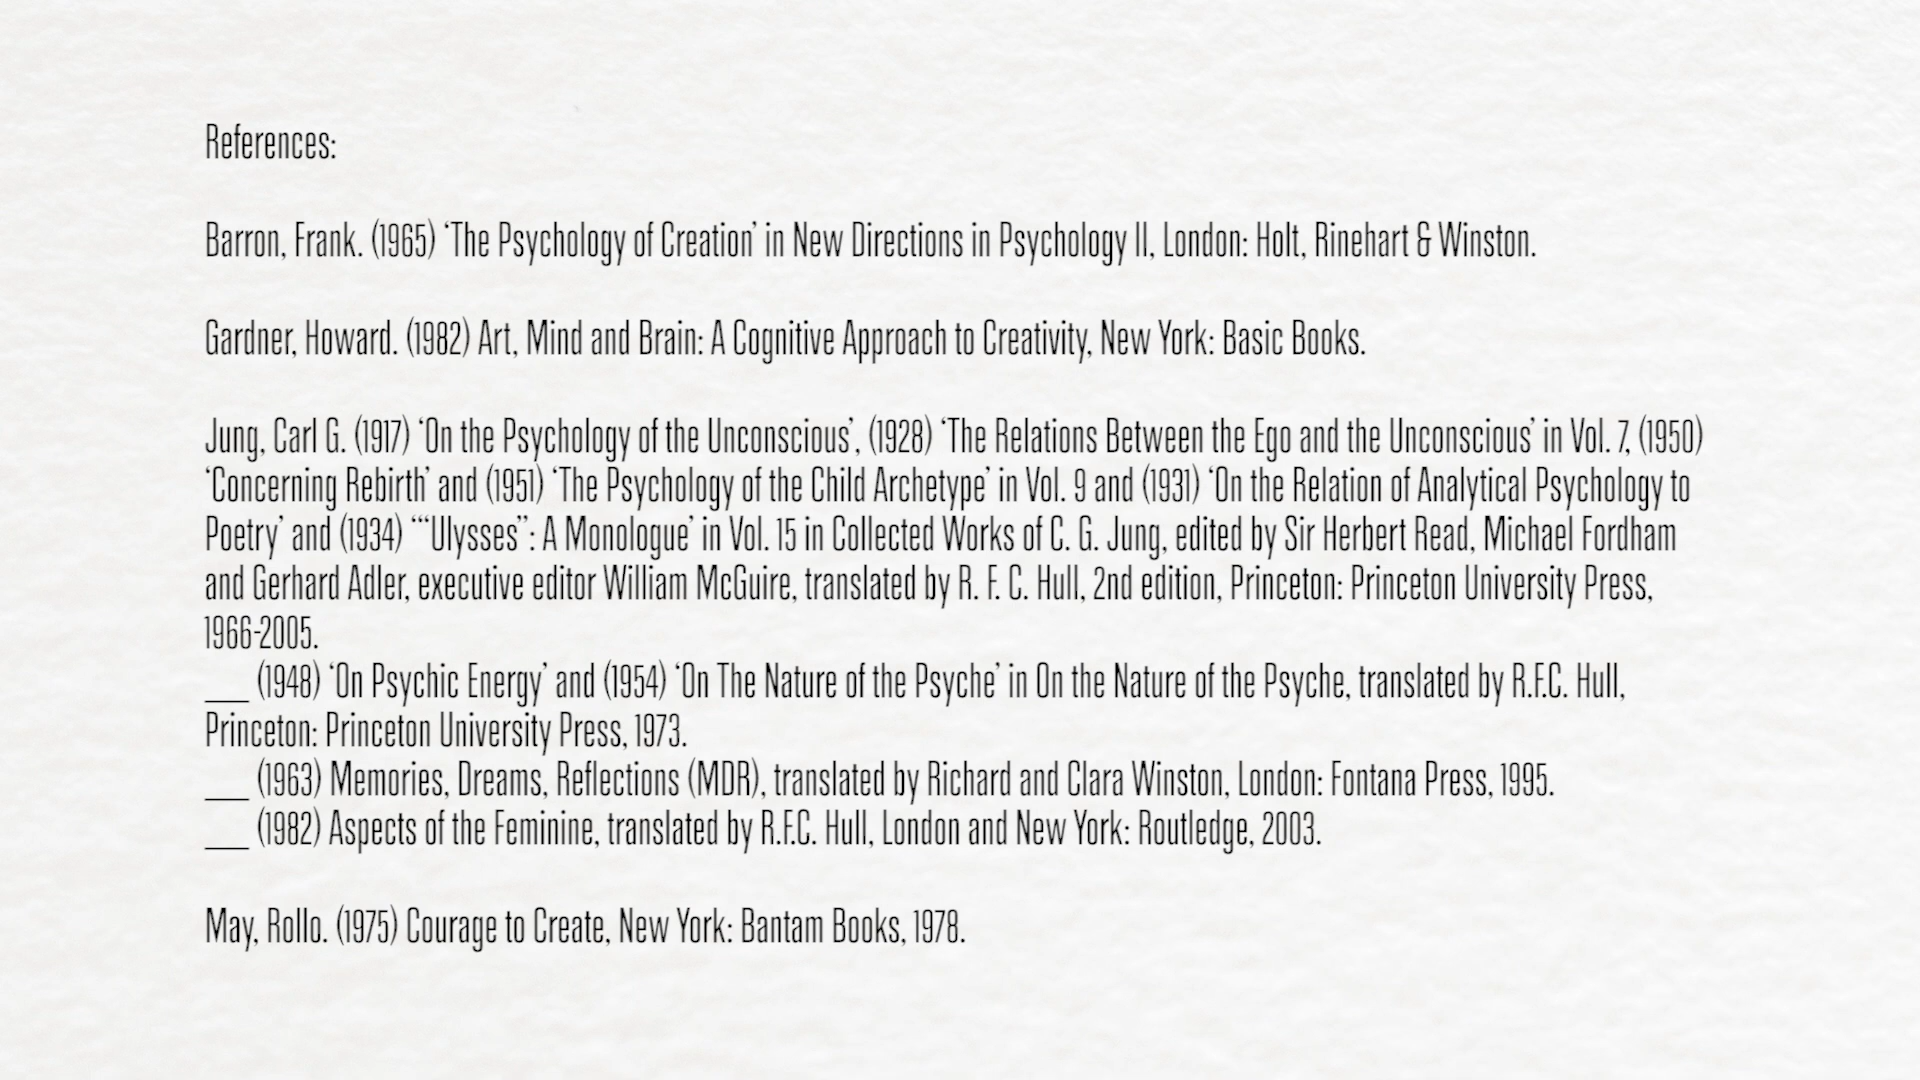 References:
Barron, Frank. (1965) ‘The Psychology of Creation’ in New Directions in Psychology II, London: Holt, Rinehart & Winston.
Gardner, Howard. (1982) Art, Mind and Brain: A Cognitive Approach to Creativity, New York: Basic Books.
Jung, Carl G. (1917) ‘On the Psychology of the Unconscious’, (1928) ‘The Relations Between the Ego and the Unconscious’ in Vol. 7, (1950)
‘Concerning Rebirth’ and (1951) ‘The Psychology of the Child Archetype’ in Vol. 9 and (1931) ‘On the Relation of Analytical Psychology to
Poetry’ and (1934) ‘“Ulysses”: A Monologue’ in Vol. 15 in Collected Works of C. G. Jung, edited by Sir Herbert Read, Michael Fordham
and Gerhard Adler, executive editor William McGuire, translated by R. F. C. Hull, 2nd edition, Princeton: Princeton University Press,
1966-2005.
___ (1948) ‘On Psychic Energy’ and (1954) ‘On The Nature of the Psyche’ in On the Nature of the Psyche, translated by R.F.C. Hull,
Princeton: Princeton University Press, 1973.
___ (1963) Memories, Dreams, Reflections (MDR), translated by Richard and Clara Winston, London: Fontana Press, 1995.
___ (1982) Aspects of the Feminine, translated by R.F.C. Hull, London and New York: Routledge, 2003.
May, Rollo. (1975) Courage to Create, New York: Bantam Books, 1978.